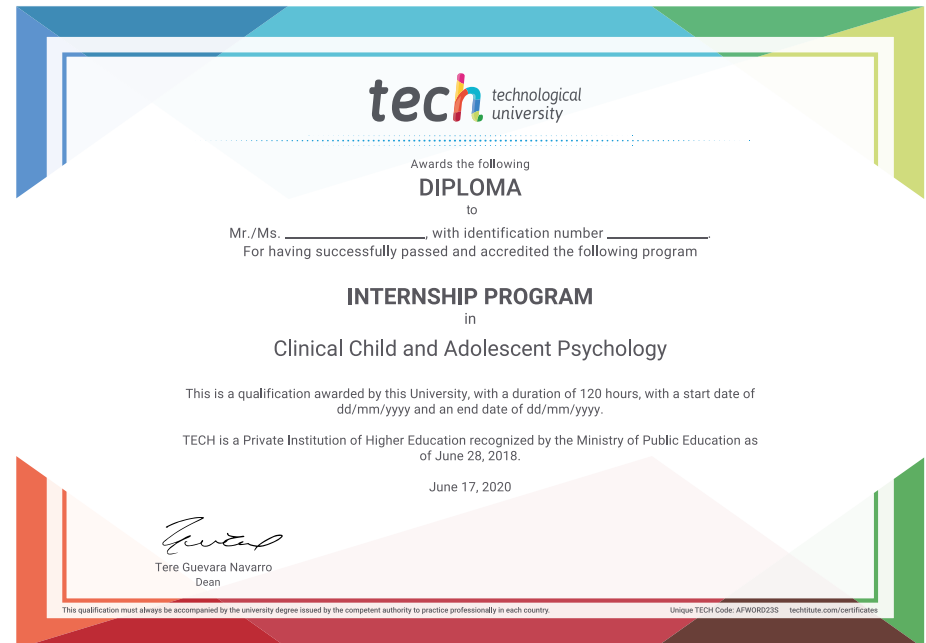 tech technological
university
Awards the following
DIPLOMA
to
Mr./Ms. ____________________, with identification number ______________.
For having successfully passed and accredited the following program
INTERNSHIP PROGRAM
in
Clinical Child and Adolescent Psychology
This is a qualification awarded by this University, with a duration of 120 hours, with a start date of
dd/mm/yyyy and an end date of dd/mm/yyyy.
TECH is a Private Institution of Higher Education recognized by the Ministry of Public Education as
of June 28, 2018.
June 17, 2020
Tere Guevara Navarro
Dean
This qualification must always be accompanied by the university degree issued by the competent authority to practice professionally in each country.
Unique TECH Code: AFWORD23S techtitute.com/certificates